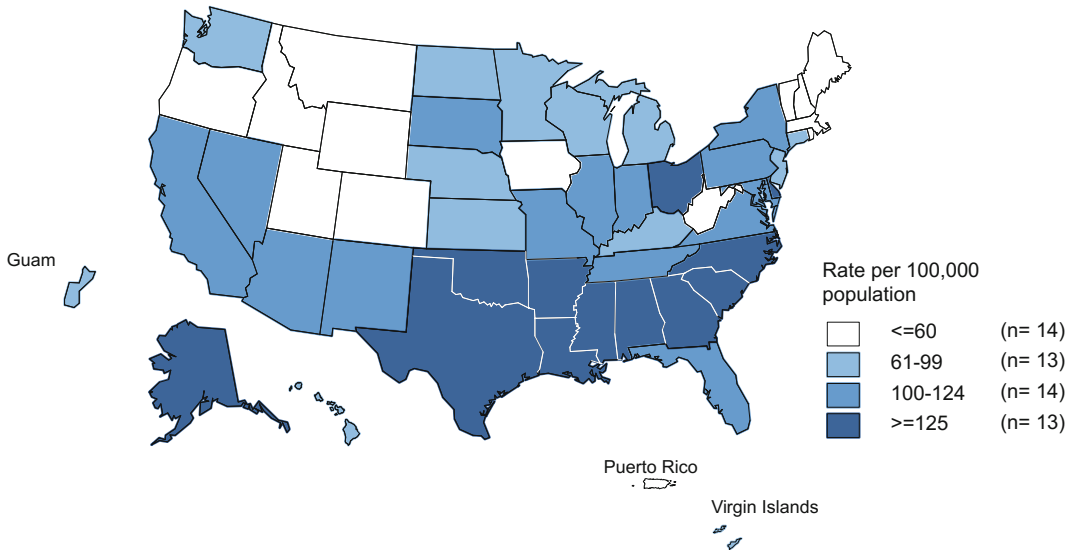 Guam
Rate per 100,000
population
<=60 (n= 14)
61-99 (n= 13)
100-124 (n= 14)
>=125 (n= 13)
Puerto Rico
Virgin Islands